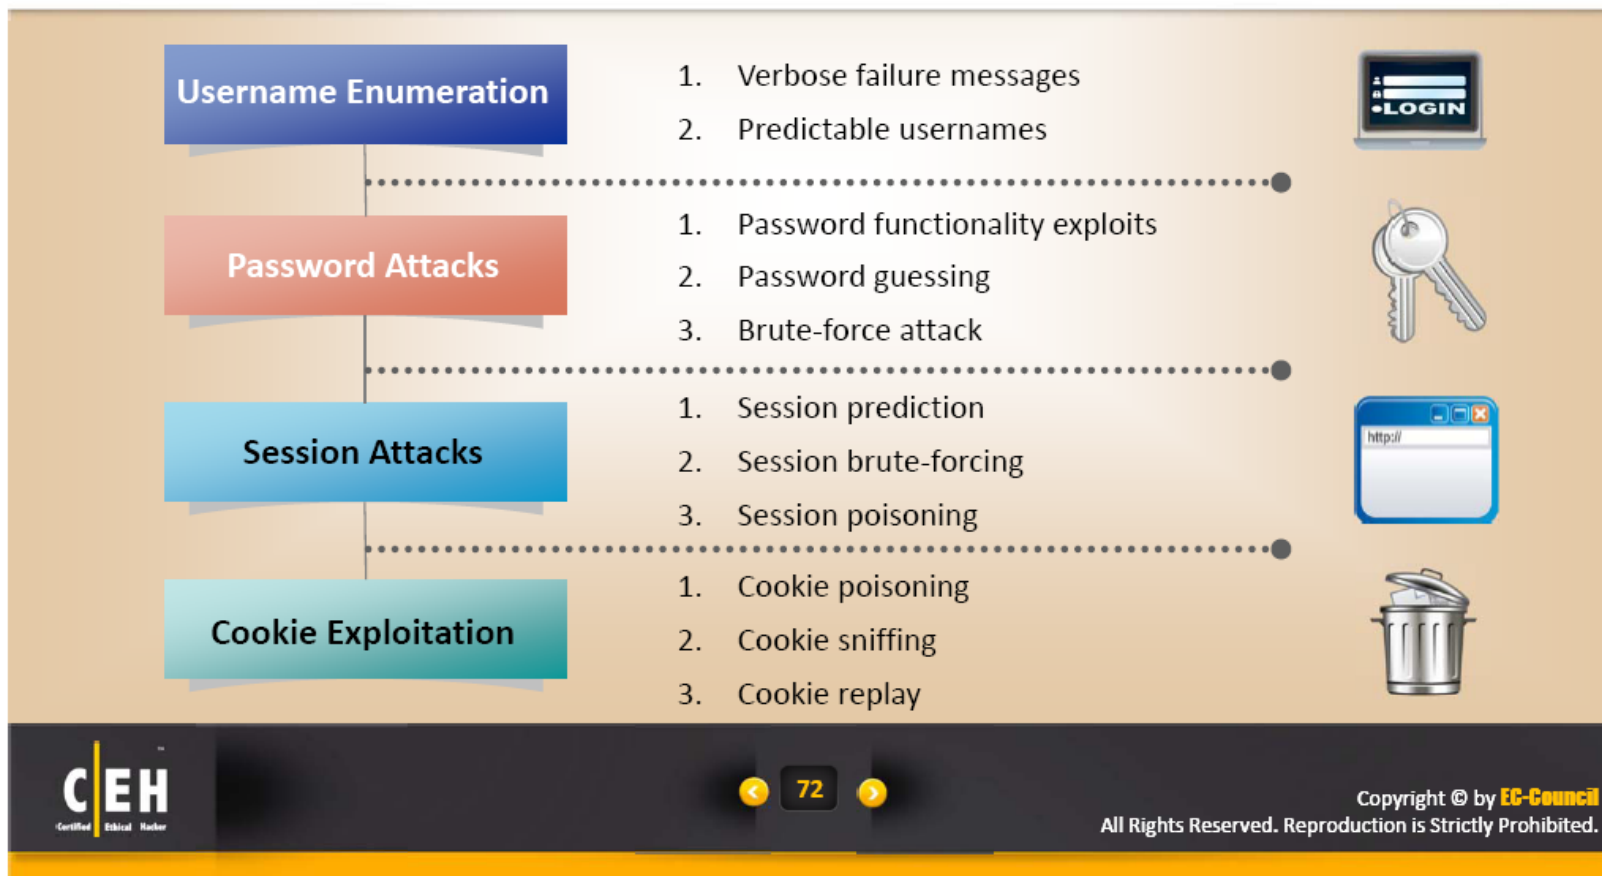 Username Enumeration
1. Verbose failure messages
2. Predictable usernames
LOGIN
Password Attacks
1. Password functionality exploits
2. Password guessing
3. Brute-force attack
Session Attacks
1. Session prediction
2. Session brute-forcing
3. Session poisoning
http://
Cookie Exploitation
1. Cookie poisoning
2. Cookie sniffing
3. Cookie replay
CEH
Certified Ethical Hacker
72
Copyright © by EC-Council
All Rights Reserved. Reproduction is Strictly Prohibited.